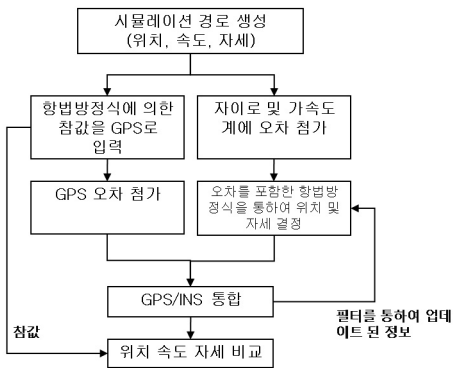 시뮬레이션 경로 생성
(위치, 속도, 자세)
항법방정식에 의한
참값을 GPS로
입력
자이로 및 가속도
계에 오차 첨가
GPS 오차 첨가
오차를 포함한 항법방
정식을 통하여 위치 및
자세 결정
GPS/INS 통합
필터를 통하여 업데
이트 된 정보
참값
위치 속도 자세 비교